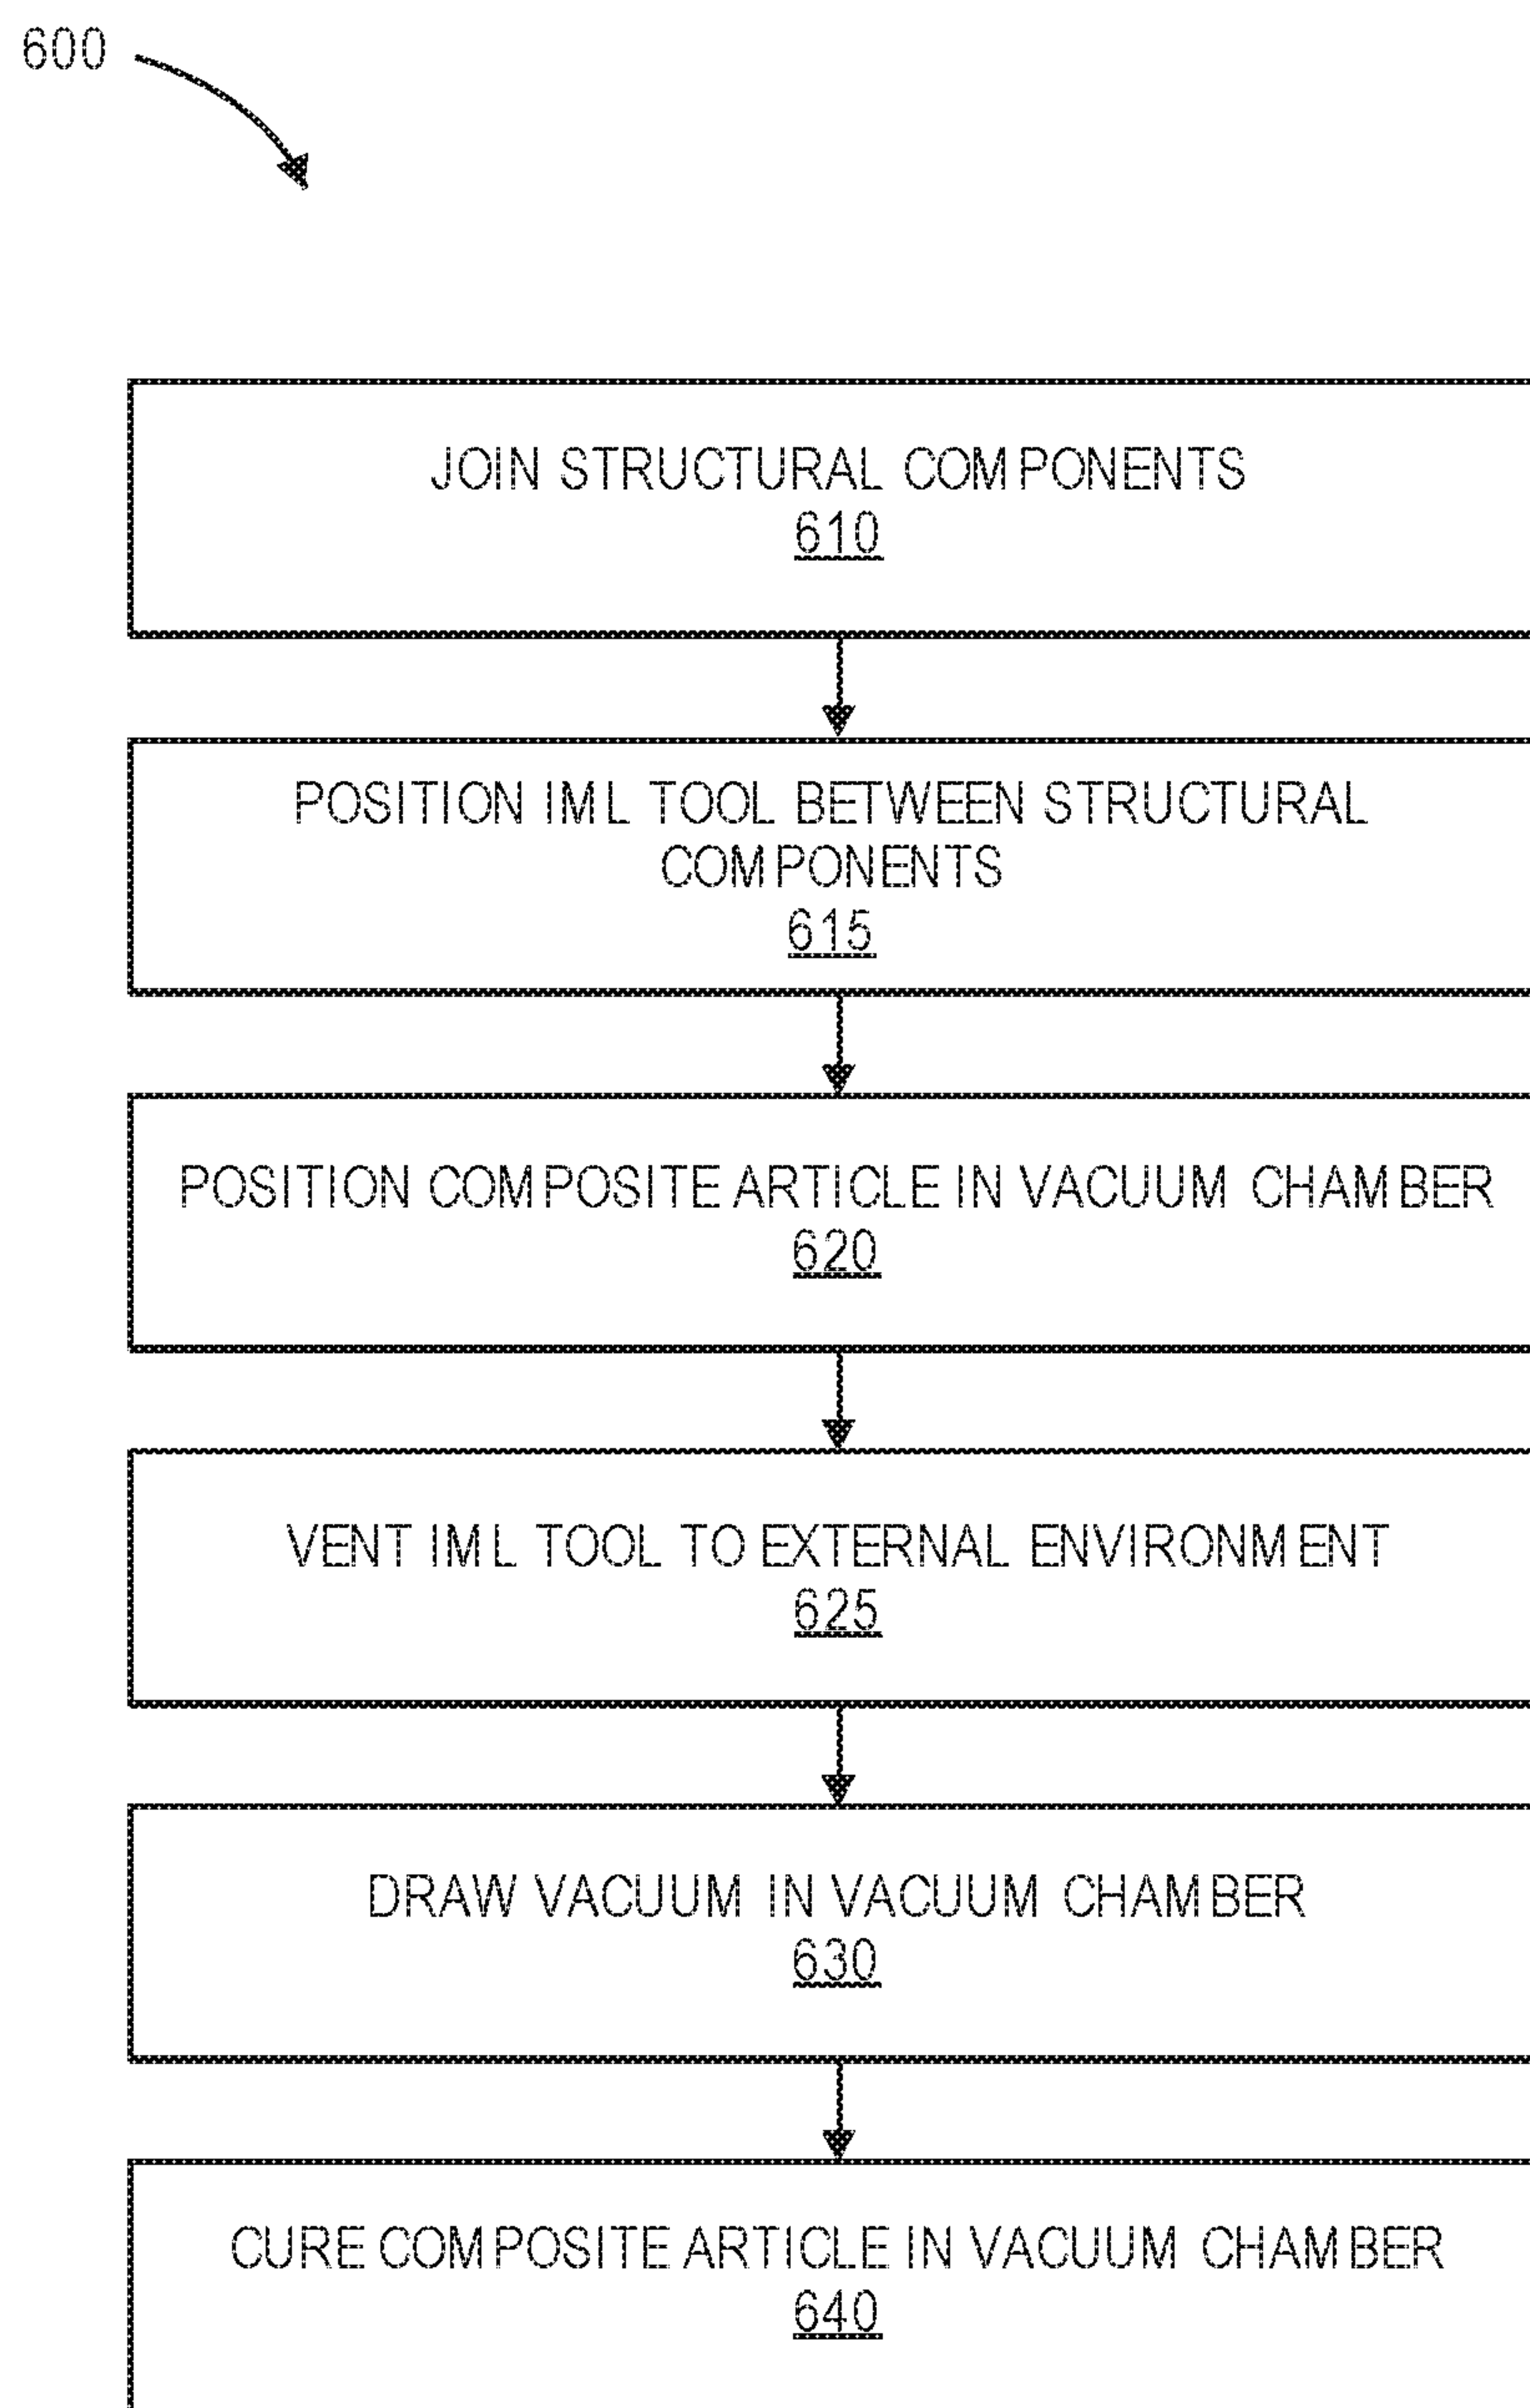 600
JOIN STRUCTURAL COMPONENTS
610
POSITION IML TOOL BETWEEN STRUCTURAL
COMPONENTS
615
POSITION COMPOSITE ARTICLE IN VACUUM CHAMBER
620
VENT IML TOOL TO EXTERNAL ENVIRONMENT
625
DRAW VACUUM IN VACUUM CHAMBER
630
CURE COMPOSITE ARTICLE IN VACUUM CHAMBER
640